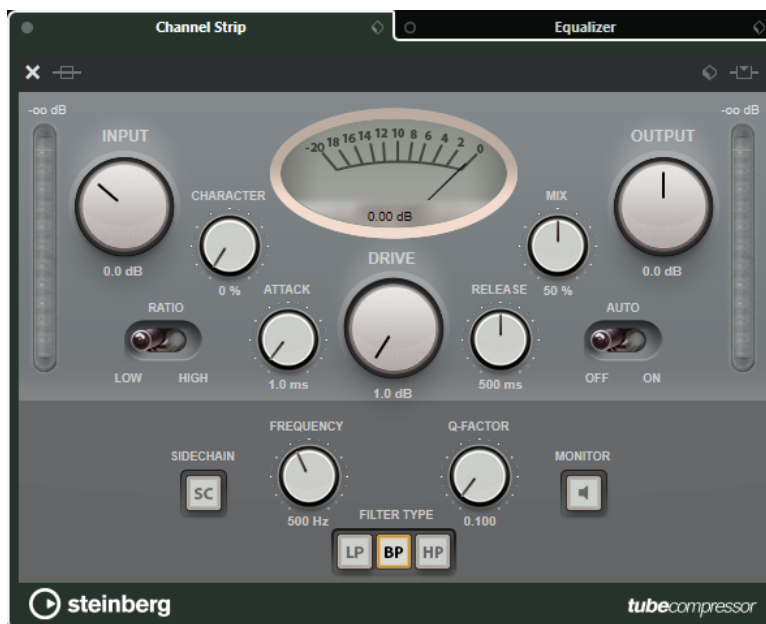 Channel Strip
Equalizer
-oo dB
-oo dB
INPUT
OUTPUT
-20 18 16 14 12 10 8 6 4 2 0
0.00 dB
CHARACTER
MIX
0.0 dB
0.0 dB
DRIVE
0 %
ATTACK
RELEASE
50 %
RATIO
AUTO
LOW
HIGH
1.0 ms
1.0 dB
500 ms
OFF
ON
FREQUENCY
Q-FACTOR
SIDECHAIN
MONITOR
SC
500 Hz
FILTER TYPE
0.100
LP
BP
HP
steinberg
tubecompressor